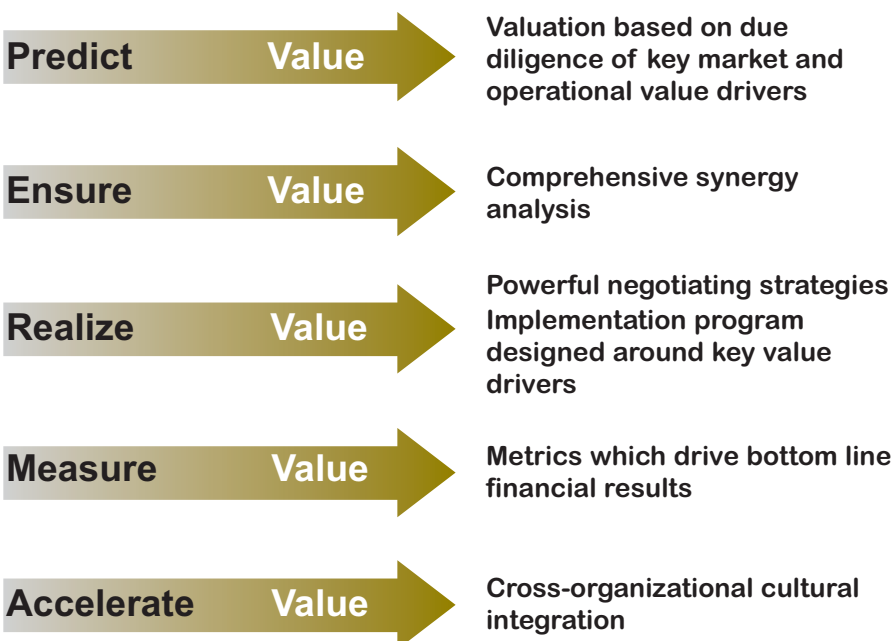 Predict Value
Valuation based on due
diligence of key market and
operational value drivers
Ensure Value
Comprehensive synergy
analysis
Realize Value
Powerful negotiating strategies
Implementation program
designed around key value
drivers
Measure Value
Metrics which drive bottom line
financial results
Accelerate Value
Cross-organizational cultural
integration